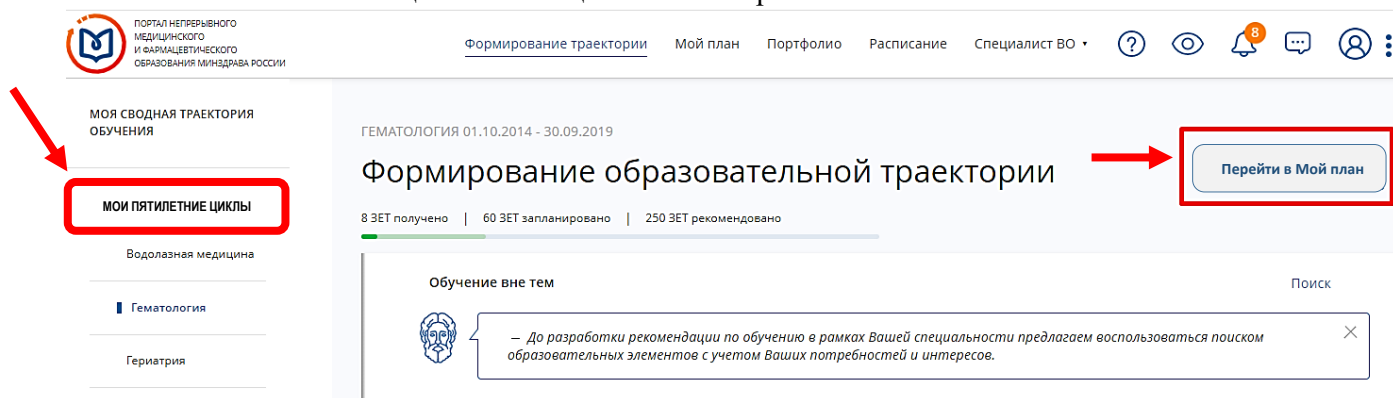 ПОРТАЛ НЕПРЕРЫВНОГО
МЕДИЦИНСКОГО
И ФАРМАЦЕВТИЧЕСКОГО
ОБРАЗОВАНИЯ МИНЗДРАВА РОССИИ
Формирование траектории
Мой план
Портфолио
Расписание
Специалист ВО
8
МОЯ СВОДНАЯ ТРАЕКТОРИЯ
ОБУЧЕНИЯ
МОИ ПЯТИЛЕТНИЕ ЦИКЛЫ
Водолазная медицина
Гематология
Гериатрия
ГЕМАТОЛОГИЯ 01.10.2014 - 30.09.2019
Формирование образовательной траектории
Перейти в Мой план
8 ЗЕТ получено | 60 ЗЕТ запланировано | 250 ЗЕТ рекомендовано
Обучение вне тем
Поиск
— До разработки рекомендации по обучению в рамках Вашей специальности предлагаем воспользоваться поиском
образовательных элементов с учетом Ваших потребностей и интересов.